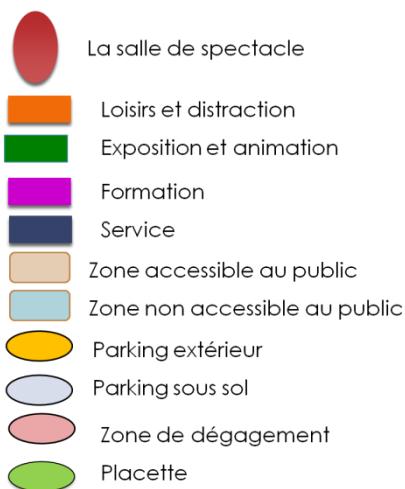 La salle de spectacle
Loisirs et distraction
Exposition et animation
Formation
Service
Zone accessible au public
Zone non accessible au public
Parking extérieur
Parking sous sol
Zone de dégagement
Placette